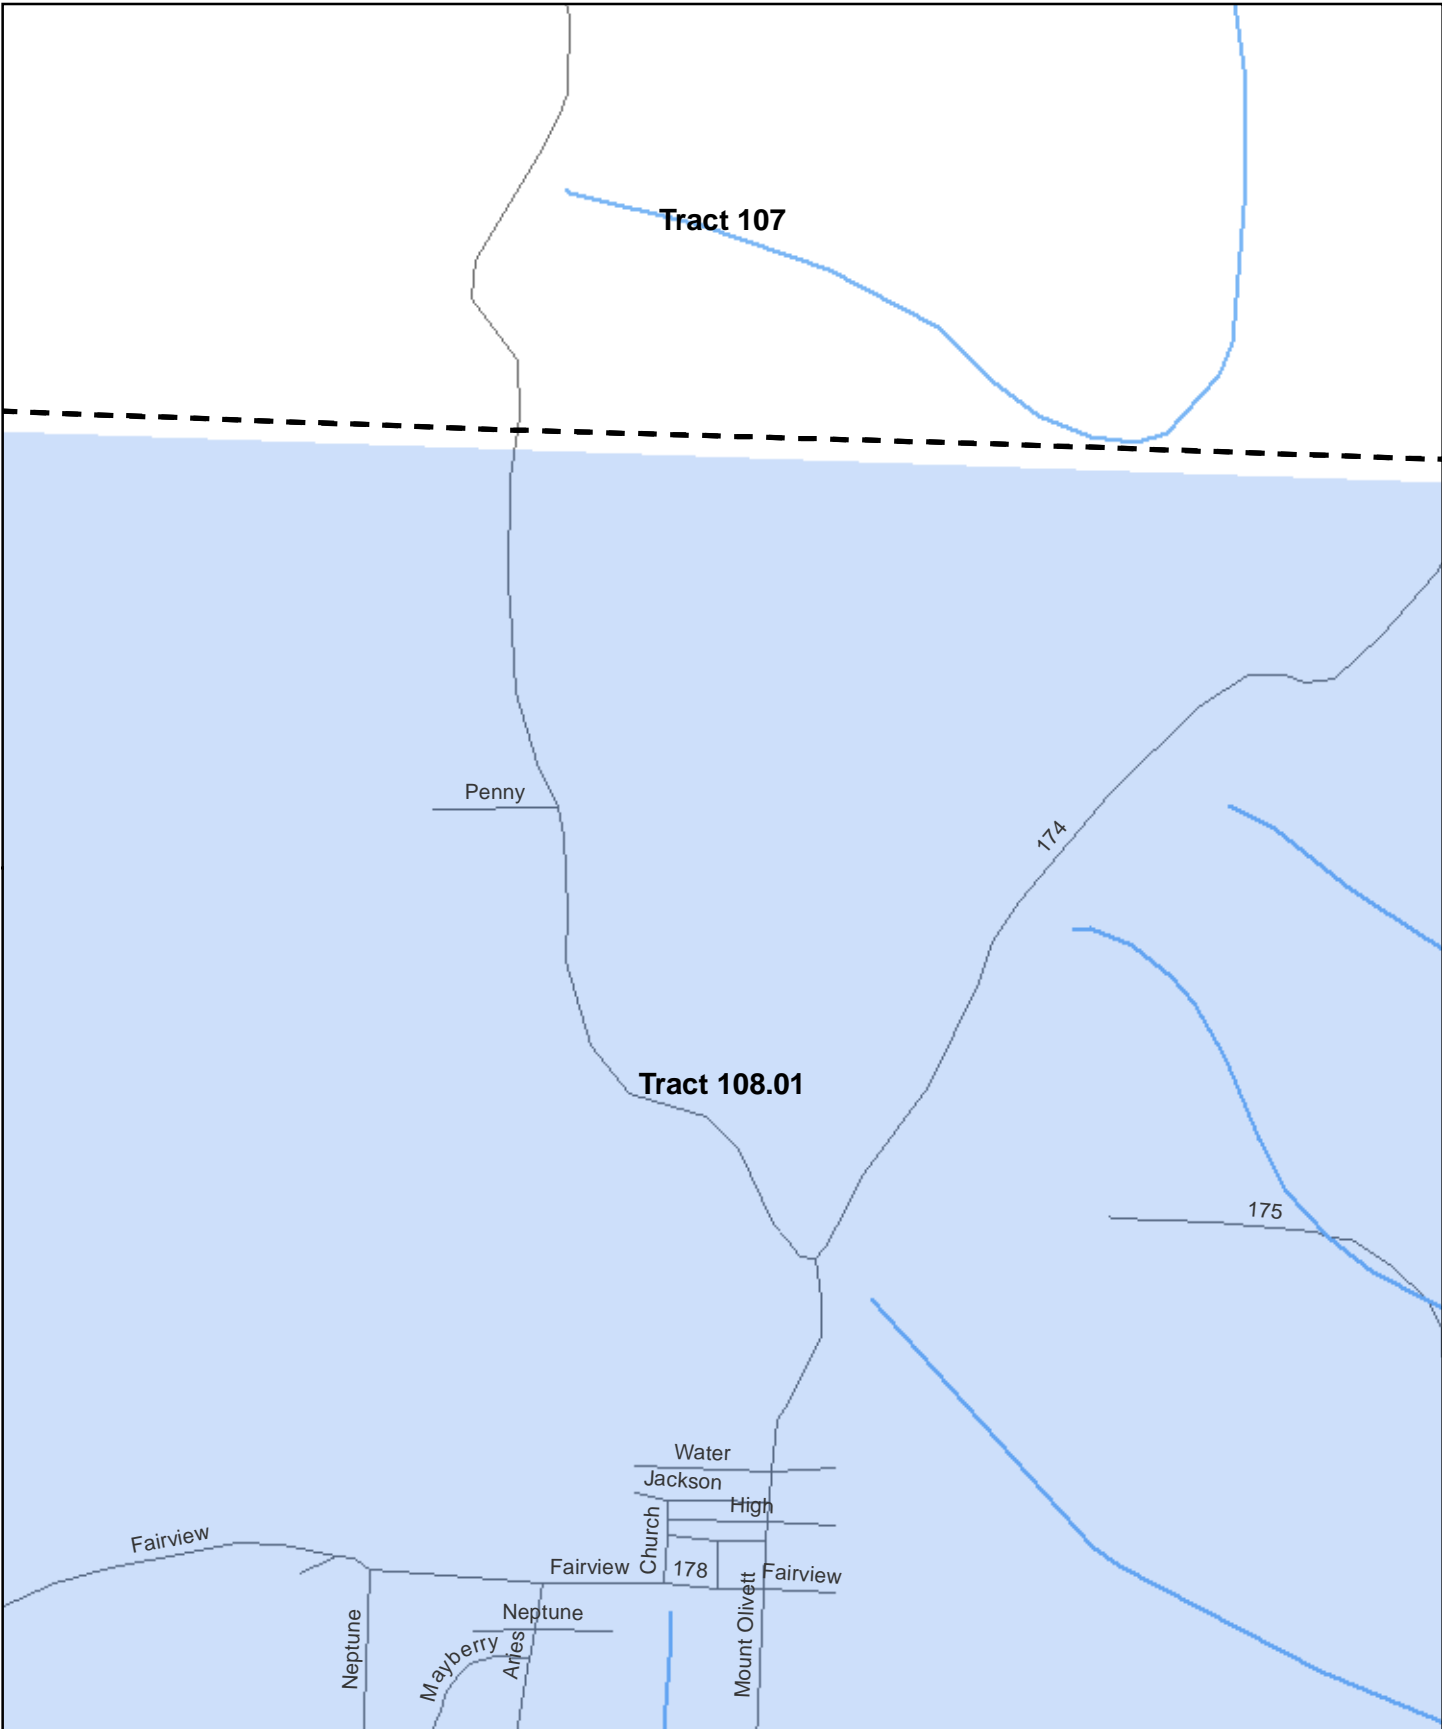 Tract 107
Penny
174
Tract 108.01
175
Water
Jackson
High
Church
Fairview
Fairview
178
Fairview
Mount Olivett
Neptune
Neptune
Mayberry
Aries